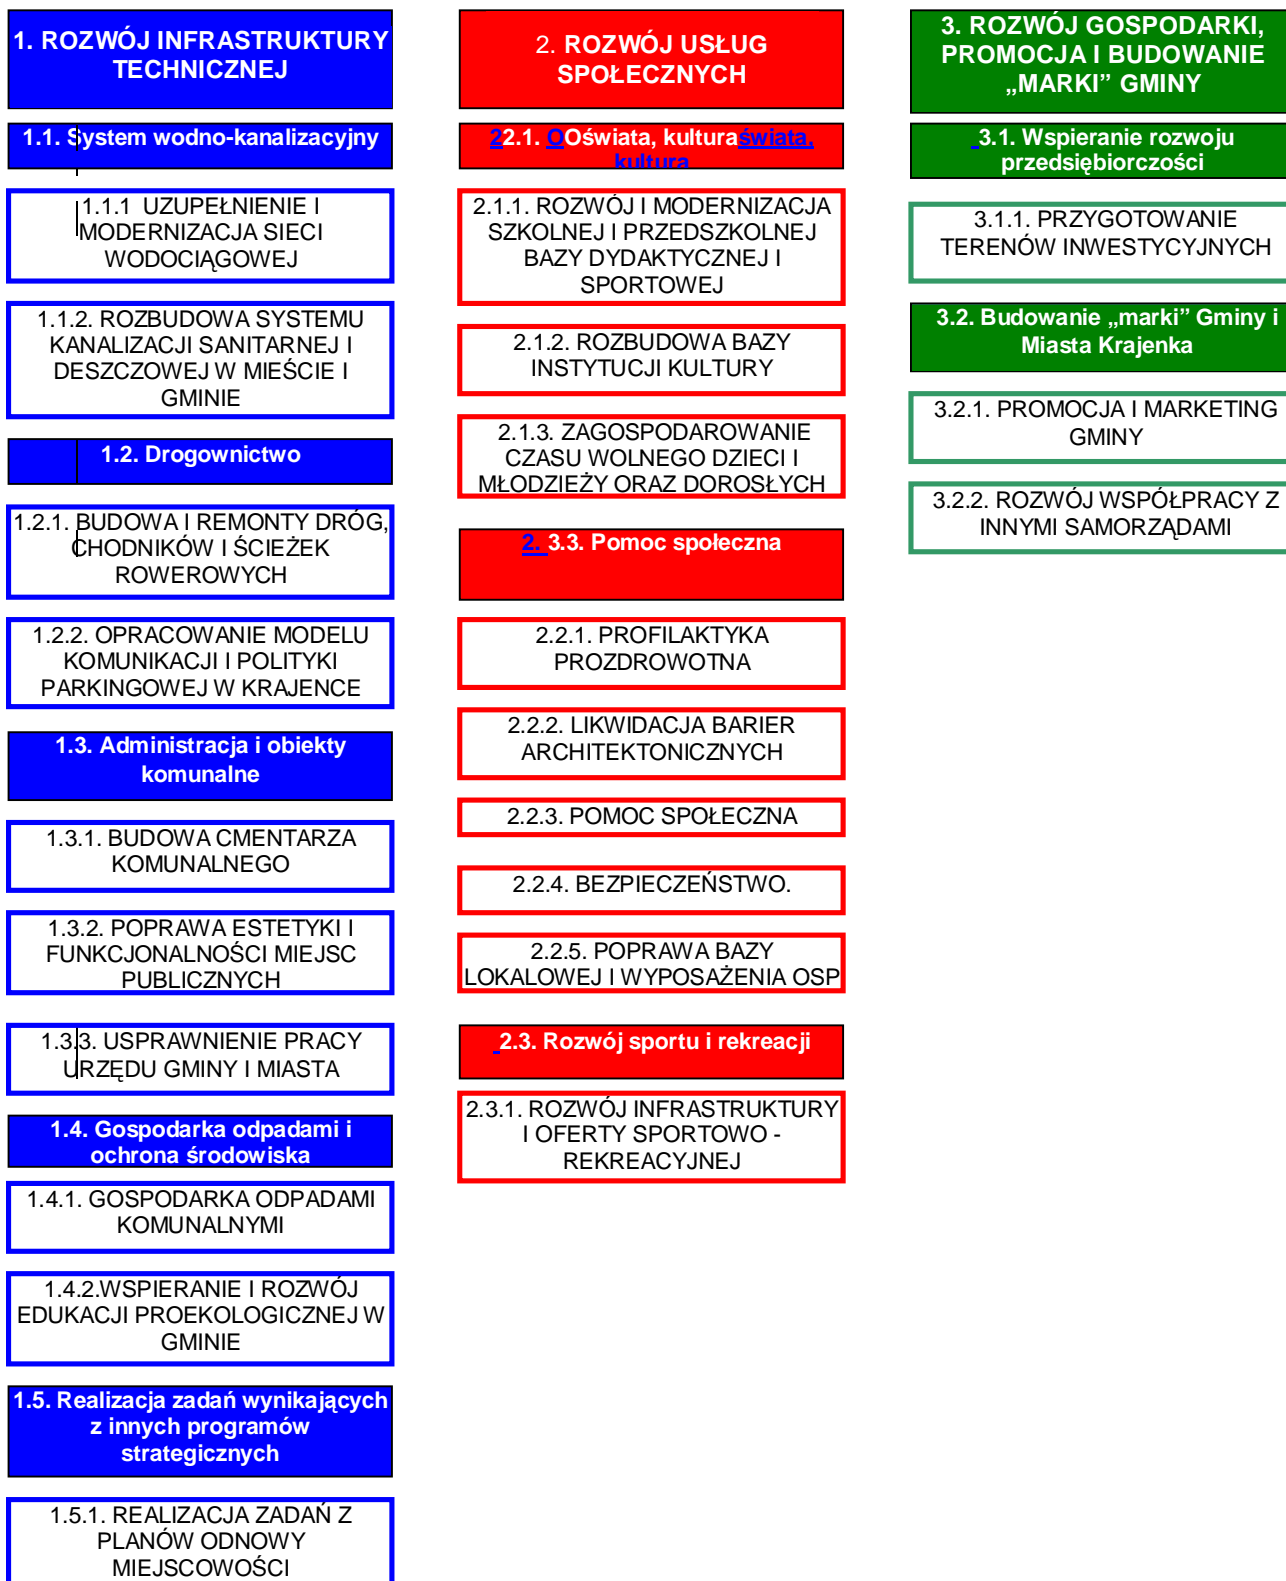 1. ROZWÓJ INFRASTRUKTURY
TECHNICZNEJ
1.1. System wodno-kanalizacyjny
1.1.1 UZUPEŁNIENIE I
MODERNIZACJA SIECI
WODOCIĄGOWEJ
1.1.2. ROZBUDOWA SYSTEMU
KANALIZACJI SANITARNEJ I
DESZCZOWEJ W MIEŚCIE I
GMINIE
1.2. Drogownictwo
1.2.1. BUDOWA I REMONTY DRÓG,
CHODNIKÓW I ŚCIEŻEK
ROWEROWYCH
1.2.2. OPRACOWANIE MODELU
KOMUNIKACJI I POLITYKI
PARKINGOWEJ W KRAJENCE
1.3. Administracja i obiekty
komunalne
1.3.1. BUDOWA CMENTARZA
KOMUNALNEGO
1.3.2. POPRAWA ESTETYKI I
FUNKCJONALNOŚCI MIEJSC
PUBLICZNYCH
1.3.3. USPRAWNIENIE PRACY
URZĘDU GMINY I MIASTA
1.4. Gospodarka odpadami i
ochrona środowiska
1.4.1. GOSPODARKA ODPADAMI
KOMUNALNYMI
1.4.2.WSPIERANIE I ROZWÓJ
EDUKACJI PROEKOLOGICZNEJ W
GMINIE
1.5. Realizacja zadań wynikających
z innych programów
strategicznych
1.5.1. REALIZACJA ZADAŃ Z
PLANÓW ODNOWY
MIEJSCOWOŚCI
2. ROZWÓJ USŁUG
SPOŁECZNYCH
22.1. OOświata, kulturaświata,
kultura
2.1.1. ROZWÓJ I MODERNIZACJA
SZKOLNEJ I PRZEDSZKOLNEJ
BAZY DYDAKTYCZNEJ I
SPORTOWEJ
2.1.2. ROZBUDOWA BAZY
INSTYTUCJI KULTURY
2.1.3. ZAGOSPODAROWANIE
CZASU WOLNEGO DZIECI I
MŁODZIEŻY ORAZ DOROSŁYCH
2. 3.3. Pomoc społeczna
2.2.1. PROFILAKTYKA
PROZDROWOTNA
2.2.2. LIKWIDACJA BARIER
ARCHITEKTONICZNYCH
2.2.3. POMOC SPOŁECZNA
2.2.4. BEZPIECZEŃSTWO.
2.2.5. POPRAWA BAZY
LOKALOWEJ I WYPOSAŻENIA OSP
2.3. Rozwój sportu i rekreacji
2.3.1. ROZWÓJ INFRASTRUKTURY
I OFERTY SPORTOWO -
REKREACYJNEJ
3. ROZWÓJ GOSPODARKI,
PROMOCJA I BUDOWANIE
„MARKI” GMINY
3.1. Wspieranie rozwoju
przedsiębiorczości
3.1.1. PRZYGOTOWANIE
TERENÓW INWESTYCYJNYCH
3.2. Budowanie „marki” Gminy i
Miasta Krajenka
3.2.1. PROMOCJA I MARKETING
GMINY
3.2.2. ROZWÓJ WSPÓŁPRACY Z
INNYMI SAMORZĄDAMI